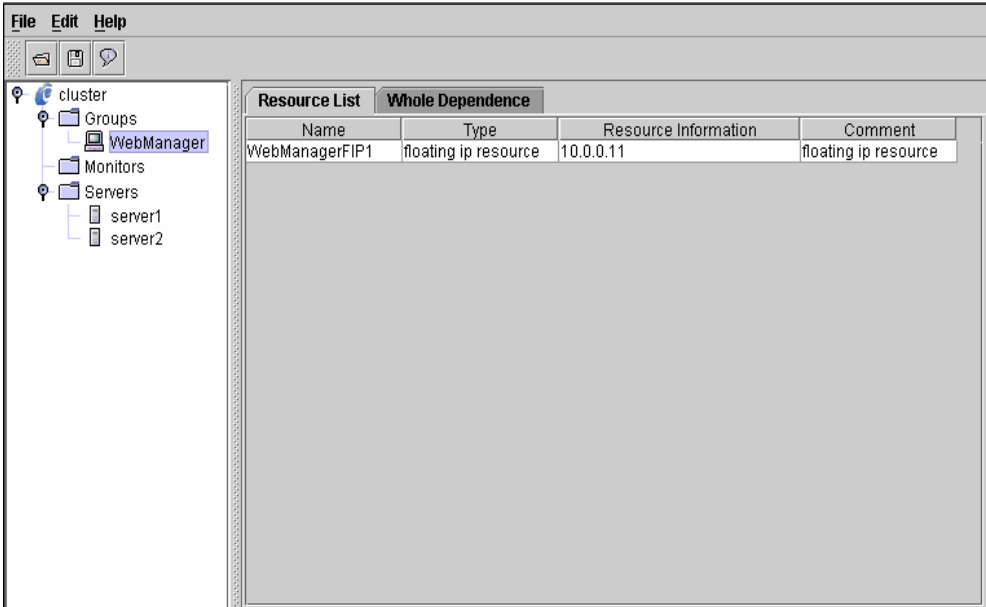 File Edit Help
cluster
Groups
WebManager
Monitors
Servers
server1
server2
Resource List Whole Dependence
Name Type Resource Information Comment
WebManagerFIP1 floating ip resource 10.0.0.11 floating ip resource